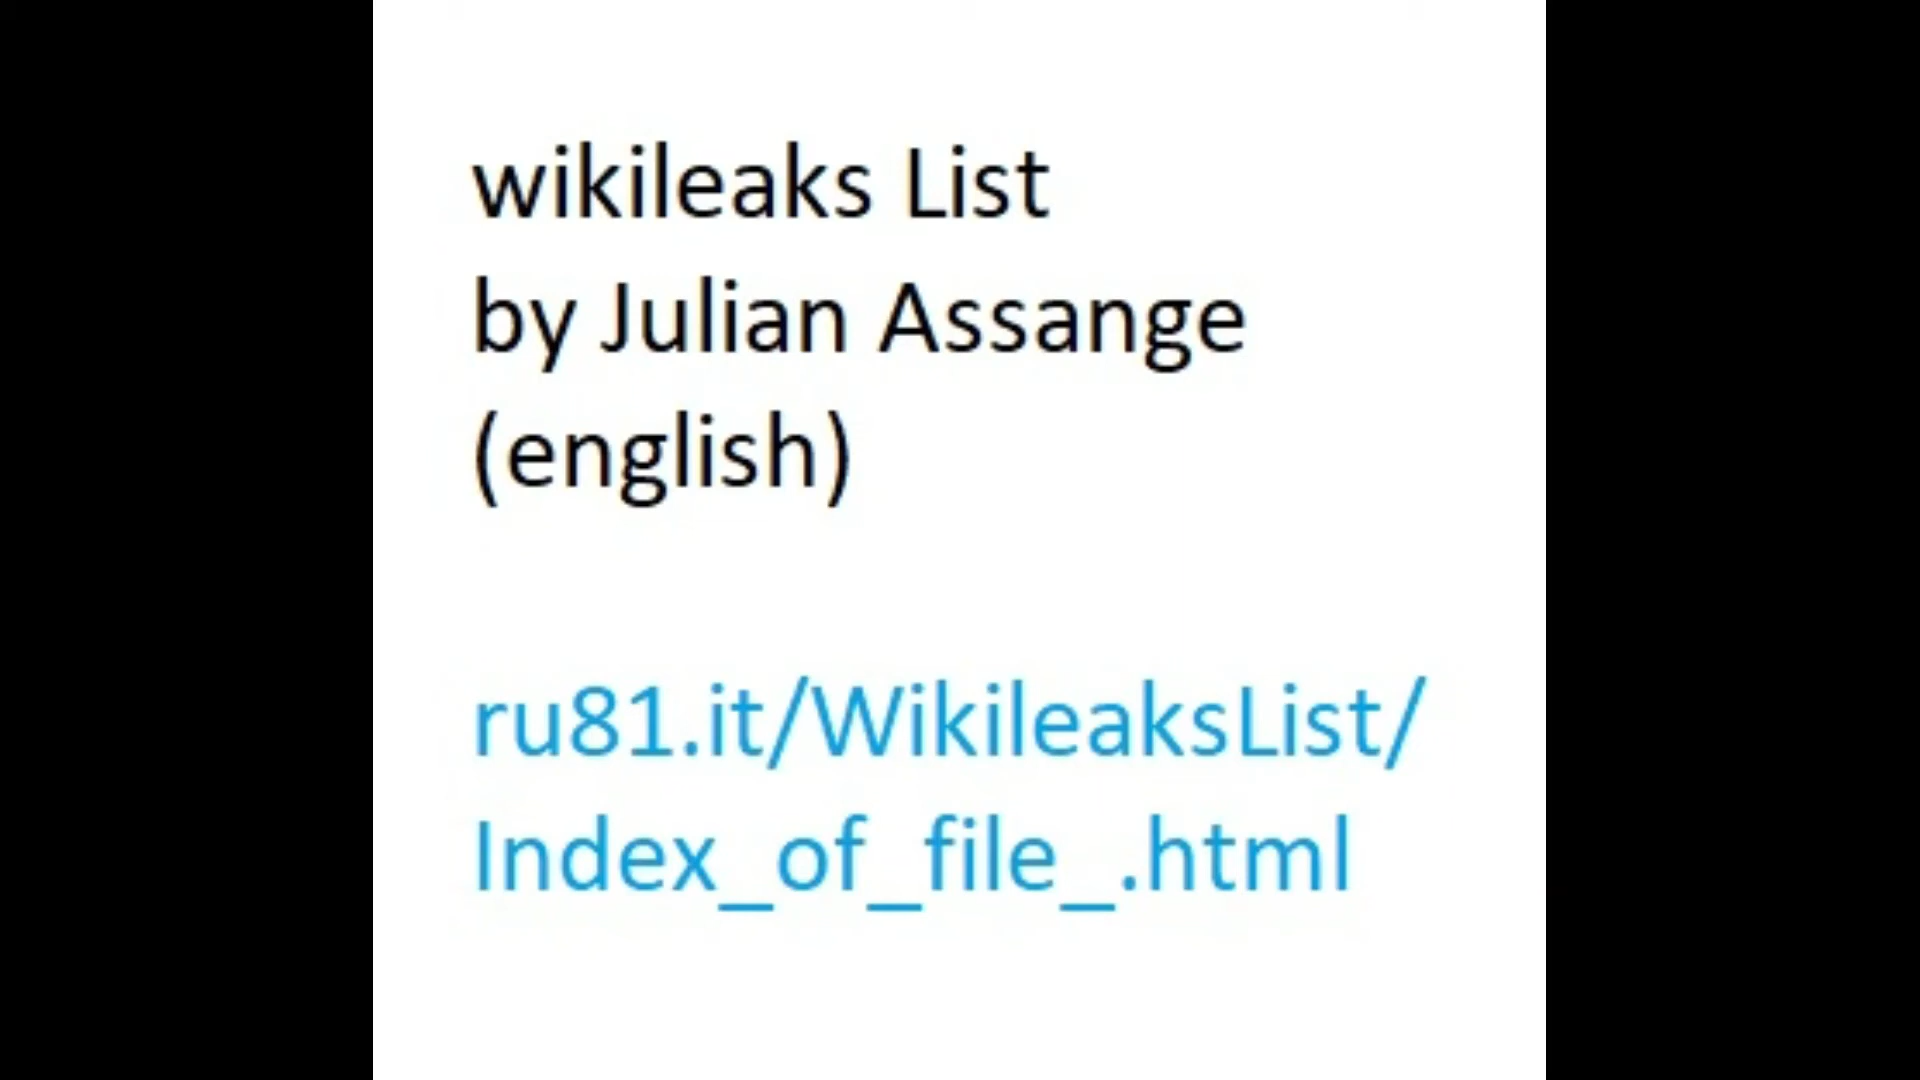 wikileaks List
by Julian Assange
(english)
ru81.it/WikileaksList/
Index_of_file_.html